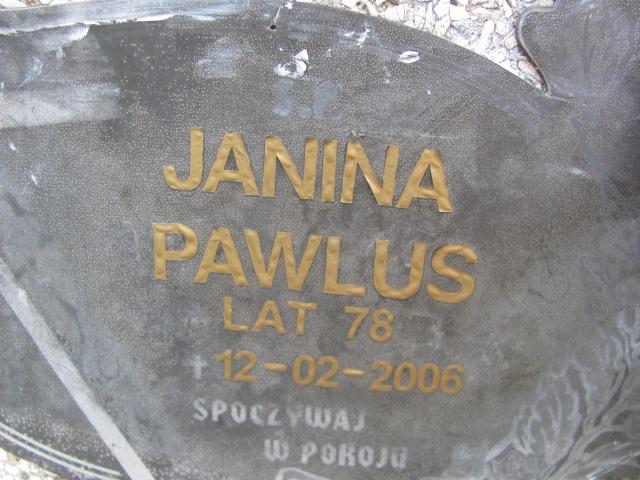 Ś.P
JANINA
PAWLUS
LAT 78
+12-02-2006
SPOCZYWAJ
W POKOJU